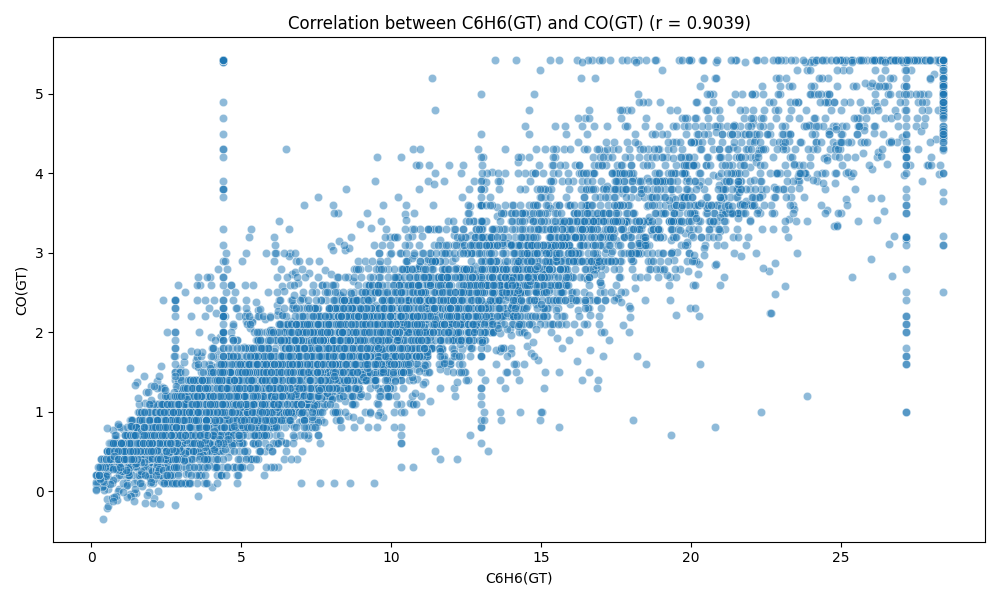 Correlation between C6H6(GT) and CO(GT) (r = 0.9039)
CO(GT)
5
4
3
2
1
0
0 5 10 15 20 25
C6H6(GT)